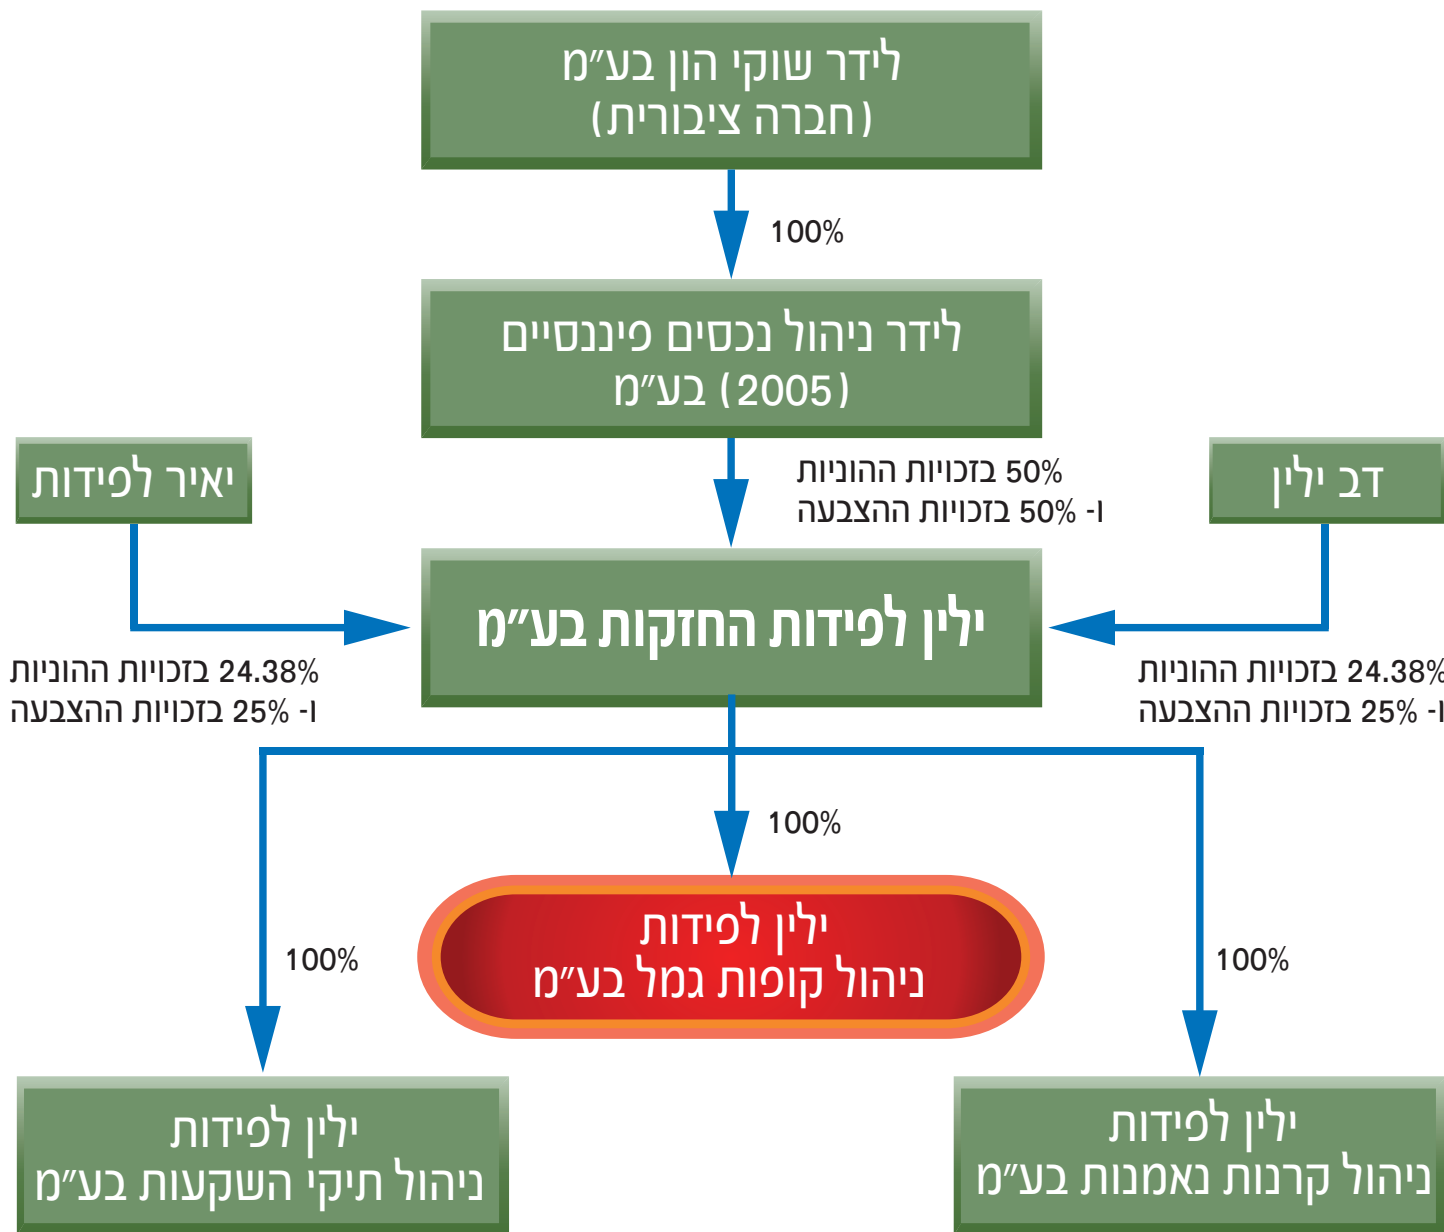 לידר שוקי הון בע״מ
(חברה ציבורית)
100%
לידר ניהול נכסים פיננסיים
(2005) בע״מ
דב ילין
50% בזכויות ההוניות
ו- 50% בזכויות ההצבעה
יאיר לפידות
ילין לפידות החזקות בע״מ
24.38% בזכויות ההוניות
ו- 25% בזכויות ההצבעה
24.38% בזכויות ההוניות
ו- 25% בזכויות ההצבעה
100%
ילין לפידות
ניהול קופות גמל בע״מ
100%
100%
ילין לפידות
ניהול קרנות נאמנות בע״מ
ילין לפידות
ניהול תיקי השקעות בע״מ